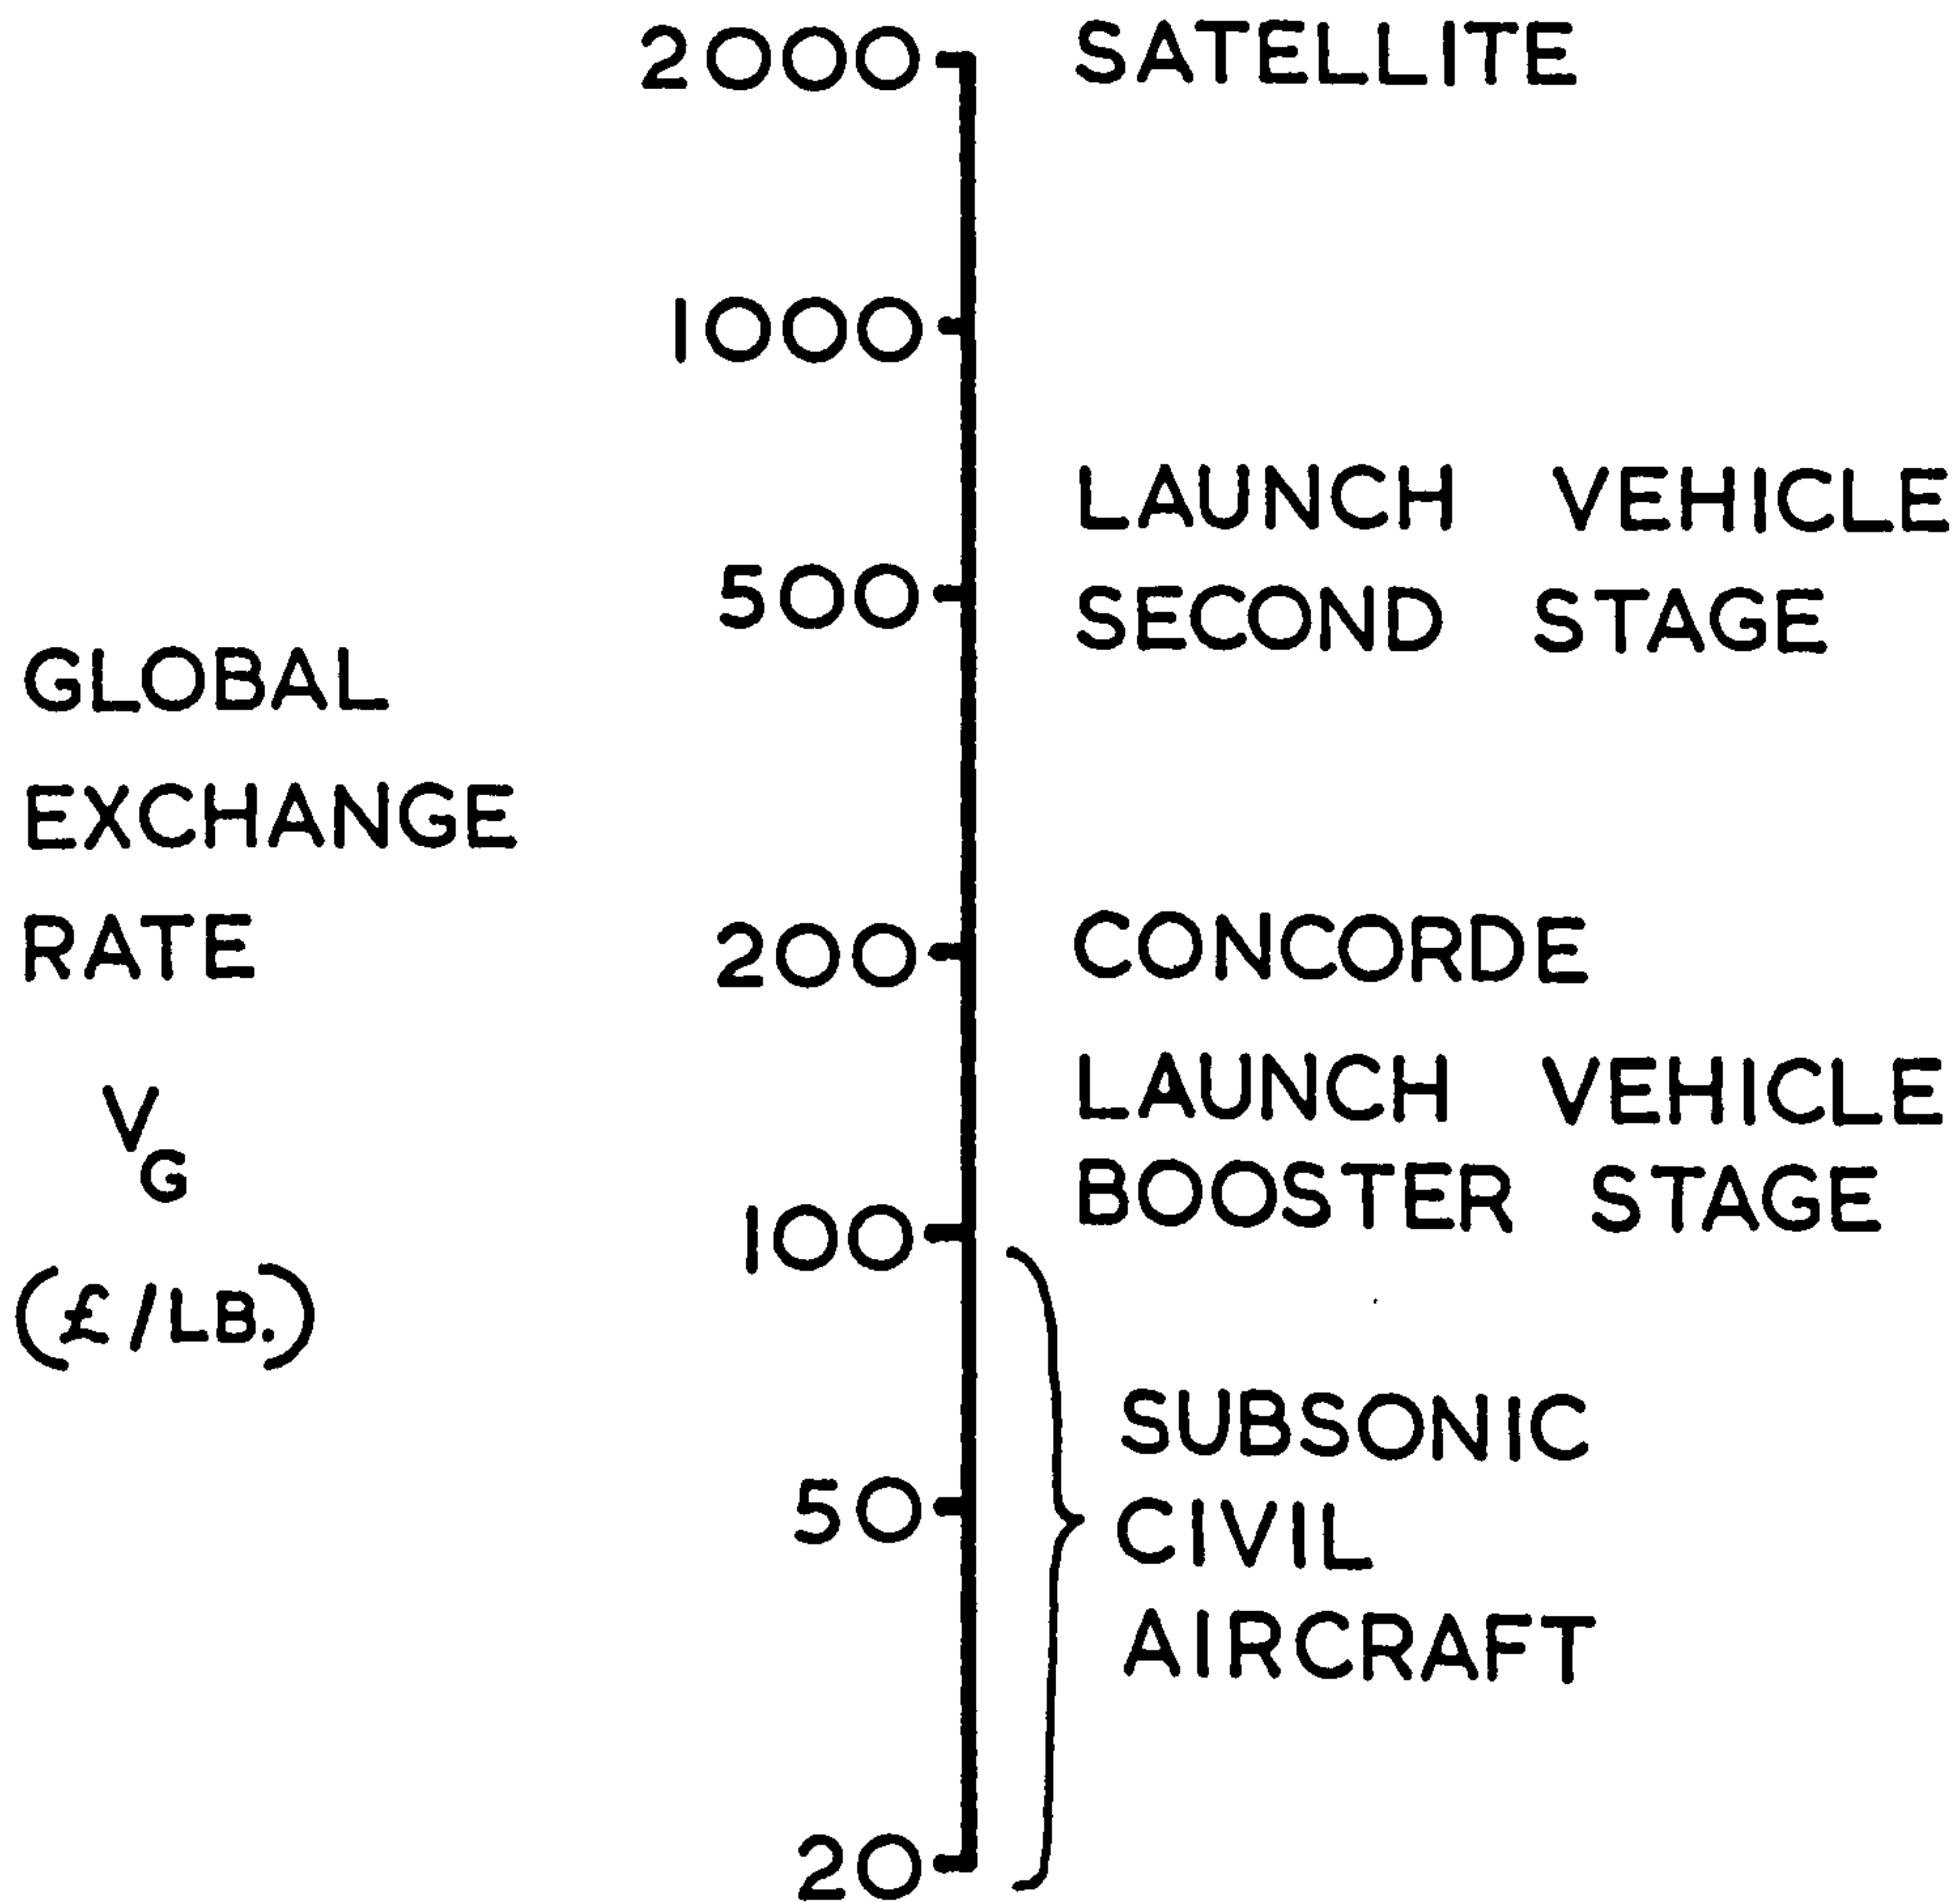 2000 SATELLITE
1000
LAUNCH VEHICLE
500 SECOND STAGE
GLOBAL
EXCHANGE
RATE
200 CONCORDE
LAUNCH VEHICLE
V_G
BOOSTER STAGE
100
(£/LB.)
SUBSONIC
50
CIVIL
AIRCRAFT
20